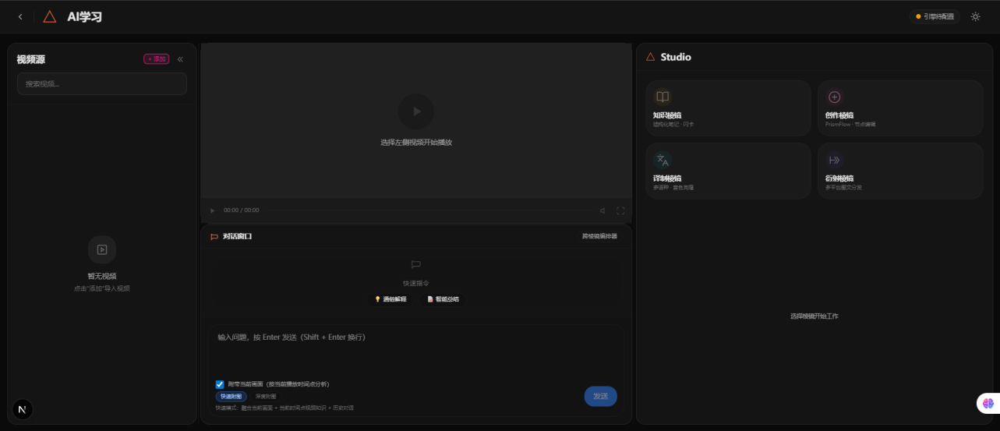 AI学习
引擎待配置
视频源
+ 添加
搜索视频...
暂无视频
点击“添加”导入视频
N
选择左侧视频开始播放
00:00 / 00:00
对话窗口
跨棱镜编排器
快速指令
通俗解释
智能总结
输入问题，按 Enter 发送（Shift + Enter 换行）
附带当前画面（按当前播放时间点分析）
快速附图
深度附图
快速模式：融合当前画面 + 当前时间点视频知识 + 历史对话
发送
Studio
知识棱镜
结构化笔记 · 闪卡
创作棱镜
PrismFlow · 节点编辑
译制棱镜
多语种 · 音色克隆
衍射棱镜
多平台图文分发
选择棱镜开始工作